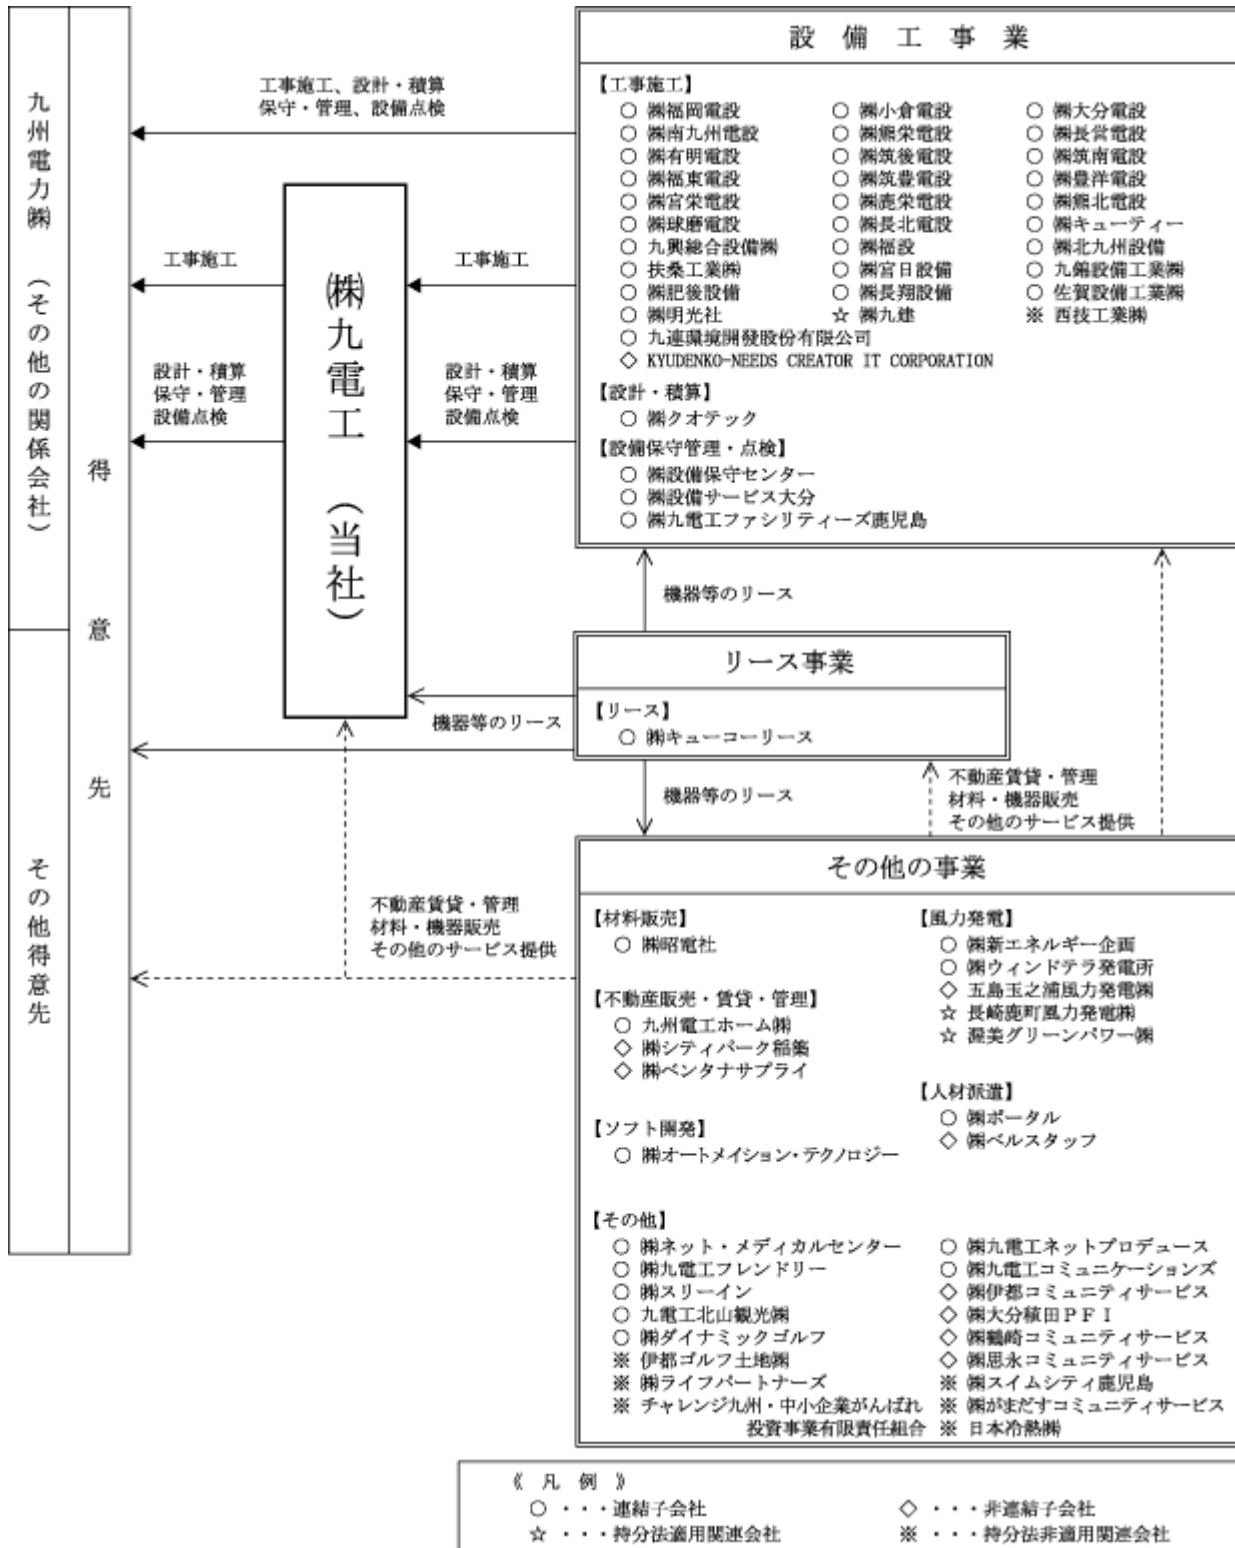 九州電力㈱ (その他の関係会社)
その他得意先
得意先
工事施工、設計・積算
保守・管理、設備点検
工事施工
設計・積算
保守・管理
設備点検
㈱九電工 (当社)
工事施工
設計・積算
保守・管理
設備点検
設備工事業
【工事施工】
○ ㈱福岡電設 ○ ㈱小倉電設 ○ ㈱大分電設
○ ㈱南九州電設 ○ ㈱熊栄電設 ○ ㈱長営電設
○ ㈱有明電設 ○ ㈱筑後電設 ○ ㈱筑南電設
○ ㈱福東電設 ○ ㈱筑豊電設 ○ ㈱豊洋電設
○ ㈱宮栄電設 ○ ㈱鹿栄電設 ○ ㈱熊北電設
○ ㈱球磨電設 ○ ㈱長北電設 ○ ㈱キューティー
○ 九興総合設備㈱ ○ ㈱福設 ○ ㈱北九州設備
○ 扶桑工業㈱ ○ ㈱宮日設備 ○ 九錦設備工業㈱
○ ㈱肥後設備 ○ ㈱長翔設備 ○ 佐賀設備工業㈱
○ ㈱明光社 ☆ ㈱九建 ※ 西技工業㈱
○ 九連環境開發股份有限公司
◇ KYUDENKO-NEEDS CREATOR IT CORPORATION
【設計・積算】
○ ㈱クオテック
【設備保守管理・点検】
○ ㈱設備保守センター
○ ㈱設備サービス大分
○ ㈱九電工ファシリティーズ鹿児島
機器等のリース
リース事業
【リース】
○ ㈱キューコーリース
機器等のリース
機器等のリース
不動産賃貸・管理
材料・機器販売
その他のサービス提供
不動産賃貸・管理
材料・機器販売
その他のサービス提供
その他の事業
【材料販売】
○ ㈱昭電社
【不動産販売・賃貸・管理】
○ 九州電工ホーム㈱
◇ ㈱シティパーク稲築
◇ ㈱ベンタナサプライ
【ソフト開発】
○ ㈱オートメイション・テクノロジー
【風力発電】
○ ㈱新エネルギー企画
○ ㈱ウィンドテラ発電所
◇ 五島玉之浦風力発電㈱
☆ 長崎鹿町風力発電㈱
☆ 渥美グリーンパワー㈱
【人材派遣】
○ ㈱ポータル
◇ ㈱ベルスタッフ
【その他】
○ ㈱ネット・メディカルセンター ○ ㈱九電工ネットプロデュース
○ ㈱九電工フレンドリー ○ ㈱九電工コミュニケーションズ
○ ㈱スリーイン ◇ ㈱伊都コミュニティサービス
○ 九電工北山観光㈱ ◇ ㈱大分稙田PFI
○ ㈱ダイナミックゴルフ ◇ ㈱鶴崎コミュニティサービス
※ 伊都ゴルフ土地㈱ ◇ ㈱思永コミュニティサービス
※ ㈱ライフパートナーズ ※ ㈱スイムシティ鹿児島
※ チャレンジ九州・中小企業がんばれ ※ ㈱がまだすコミュニティサービス
投資事業有限責任組合 ※ 日本冷熱㈱
《凡例》
○・・・連結子会社 ◇・・・非連結子会社
☆・・・持分法適用関連会社 ※・・・持分法非適用関連会社